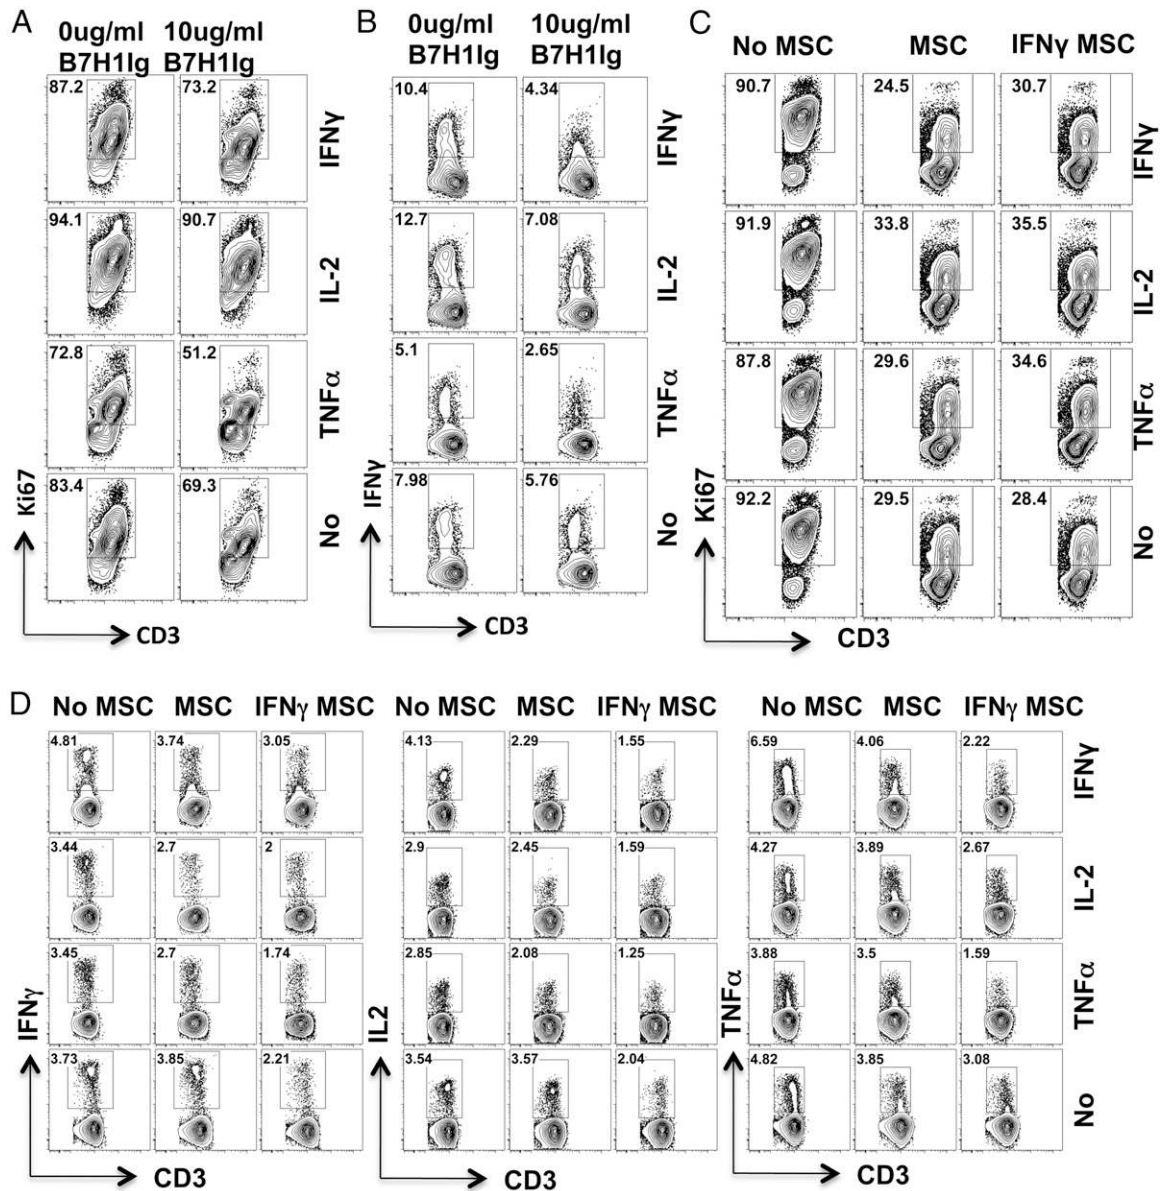 A
0ug/ml 10ug/ml
B7H1Ig B7H1Ig
87.2 73.2 IFNγ
94.1 90.7 IL-2
72.8 51.2 TNFα
83.4 69.3 No
Ki67
CD3
B
0ug/ml 10ug/ml
B7H1Ig B7H1Ig
10.4 4.34 IFNγ
12.7 7.08 IL-2
5.1 2.65 TNFα
7.98 5.76 No
IFNγ
CD3
C
No MSC MSC IFNγ MSC
90.7 24.5 30.7 IFNγ
91.9 33.8 35.5 IL-2
87.8 29.6 34.6 TNFα
92.2 29.5 28.4 No
Ki67
CD3
D
No MSC MSC IFNγ MSC No MSC MSC IFNγ MSC No MSC MSC IFNγ MSC
4.81 3.74 3.05 4.13 2.29 1.55 6.59 4.06 2.22 IFNγ
3.44 2.7 2 2.9 2.45 1.59 4.27 3.89 2.67 IL-2
3.45 2.7 1.74 2.85 2.08 1.25 3.88 3.5 1.59 TNFα
3.73 3.85 2.21 3.54 3.57 2.04 4.82 3.85 3.08 No
IFNγ IL2 TNFα
CD3 CD3 CD3